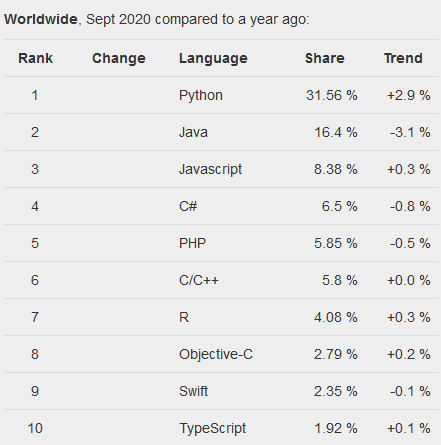 Worldwide, Sept 2020 compared to a year ago:
Rank Change Language Share Trend
1 Python 31.56 % +2.9 %
2 Java 16.4 % -3.1 %
3 Javascript 8.38 % +0.3 %
4 C# 6.5 % -0.8 %
5 PHP 5.85 % -0.5 %
6 C/C++ 5.8 % +0.0 %
7 R 4.08 % +0.3 %
8 Objective-C 2.79 % +0.2 %
9 Swift 2.35 % -0.1 %
10 TypeScript 1.92 % +0.1 %